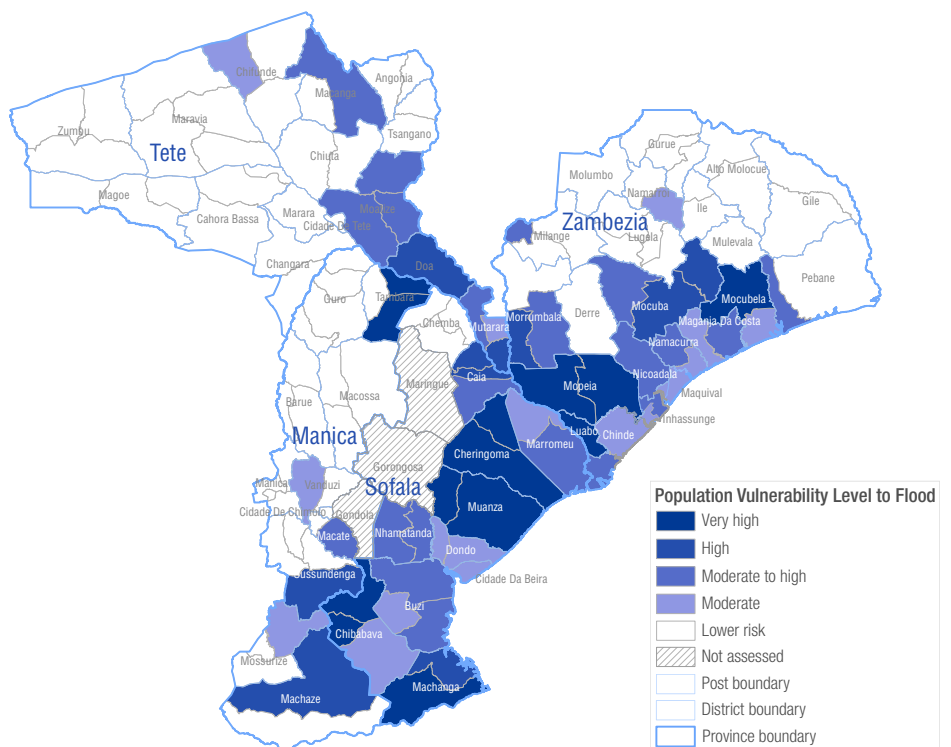 Chifunde
Macanga
Angonia
Zumbu
Maravia
Tsangano
Tete
Chiuta
Magoe
Cahora Bassa
Marara
Cidade De Tete
Moatize
Changara
Doa
Guro
Tambara
Chemba
Mutarara
Morrumbala
Gurue
Molumbo
Alto Molocue
Namarroi
Gile
Ile
Zambezia
Milange
Lugela
Mulevala
Pebane
Mocuba
Mocubela
Derre
Maganja Da Costa
Namacurra
Nicoadala
Maquival
Inhassunge
Maringue
Caia
Mopeia
Barue
Macossa
Luabo
Chinde
Manica
Marromeu
Cheringoma
Gorongosa
Sofala
Manica
Vanduzi
Cidade De Chimoio
Gondola
Muanza
Macate
Nhamatanda
Dondo
Cidade Da Beira
Sussundenga
Buzi
Chibabava
Mossurize
Machaze
Machanga
Population Vulnerability Level to Flood
Very high
High
Moderate to high
Moderate
Lower risk
Not assessed
Post boundary
District boundary
Province boundary